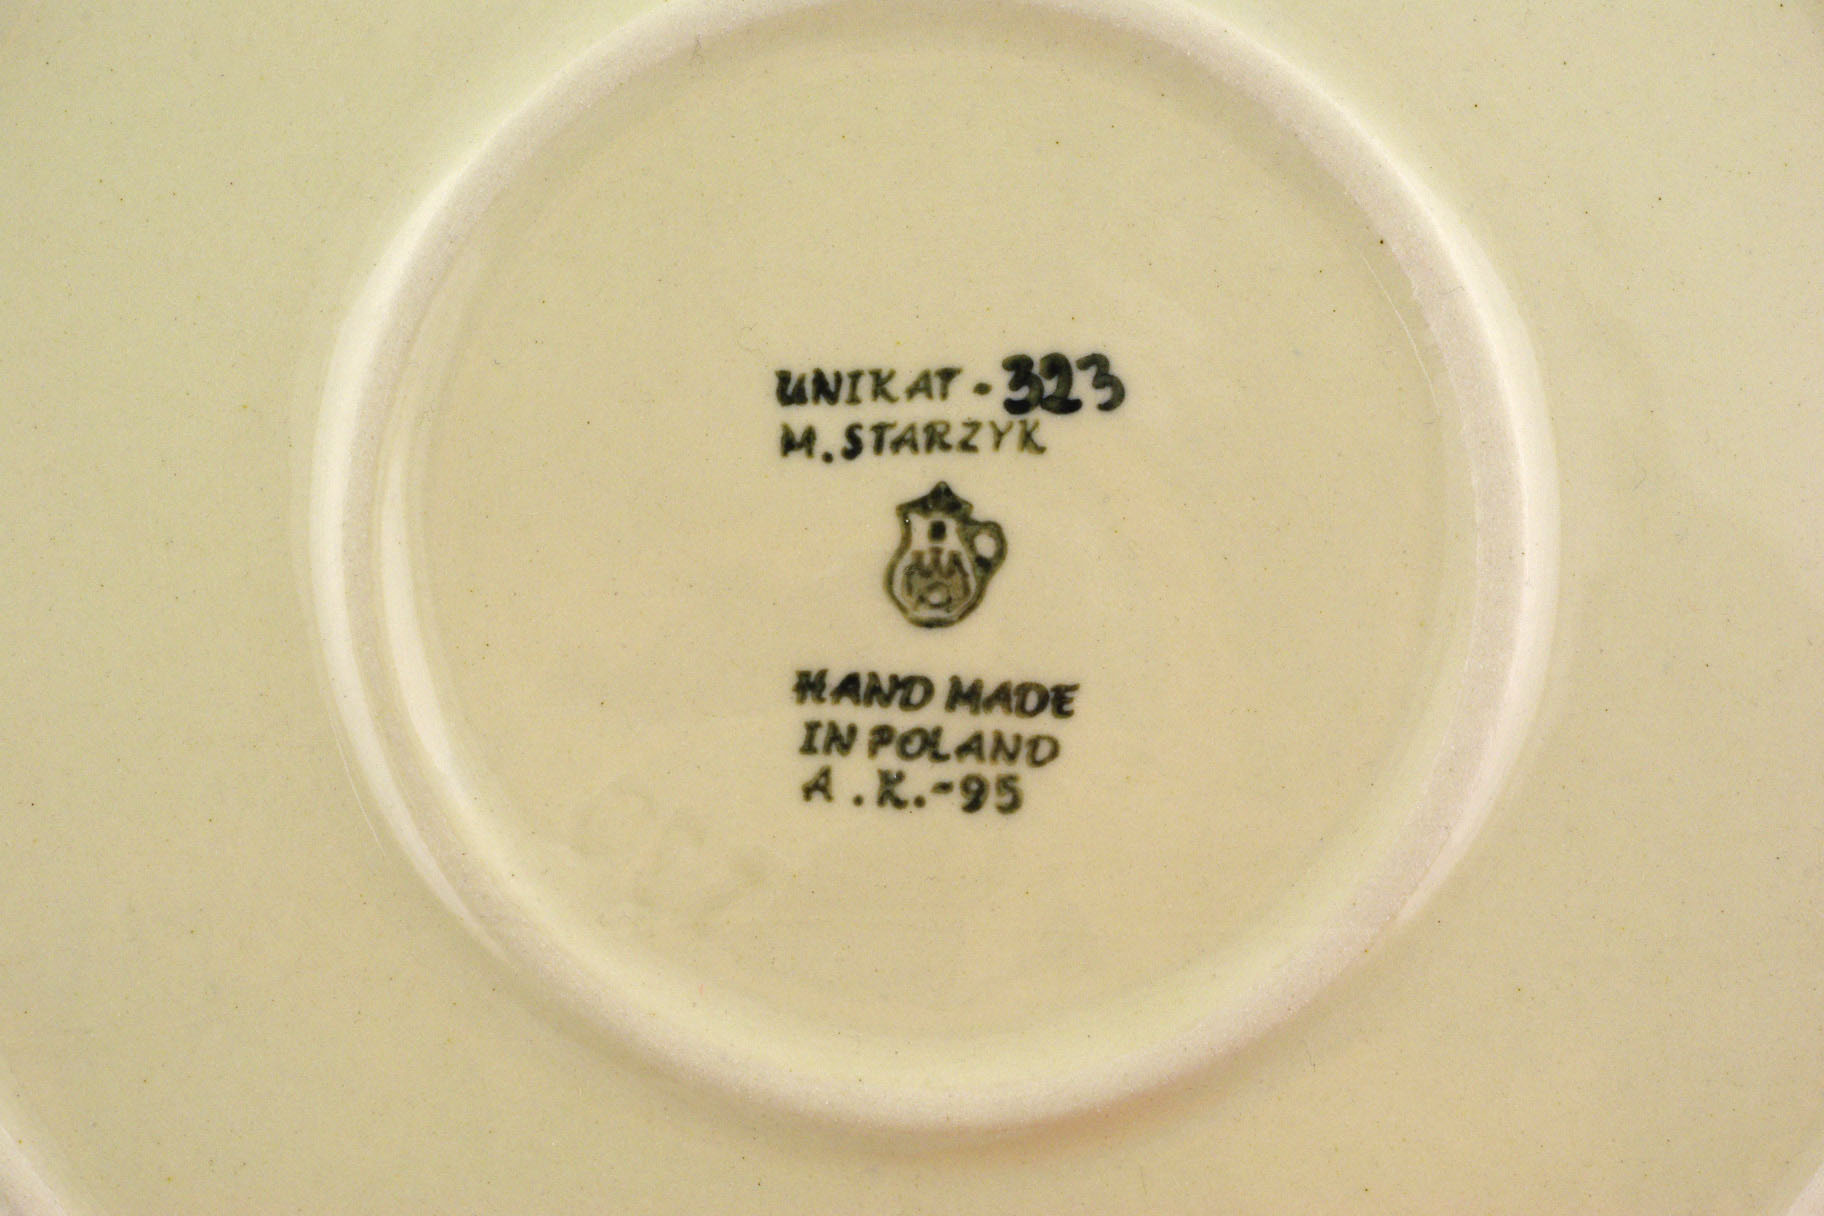 UNIKAT - 323
M. STARZYK
HAND MADE
IN POLAND
A.K.-95